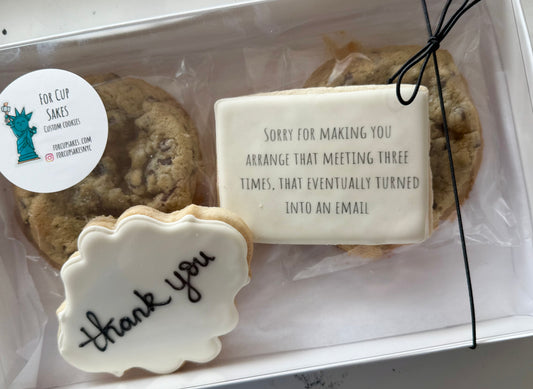 For Cup
Sakes
Custom Cookies
forcupsakes.com
forcupsakesnyc
Sorry for making you
arrange that meeting three
times, that eventually turned
into an email
thank you